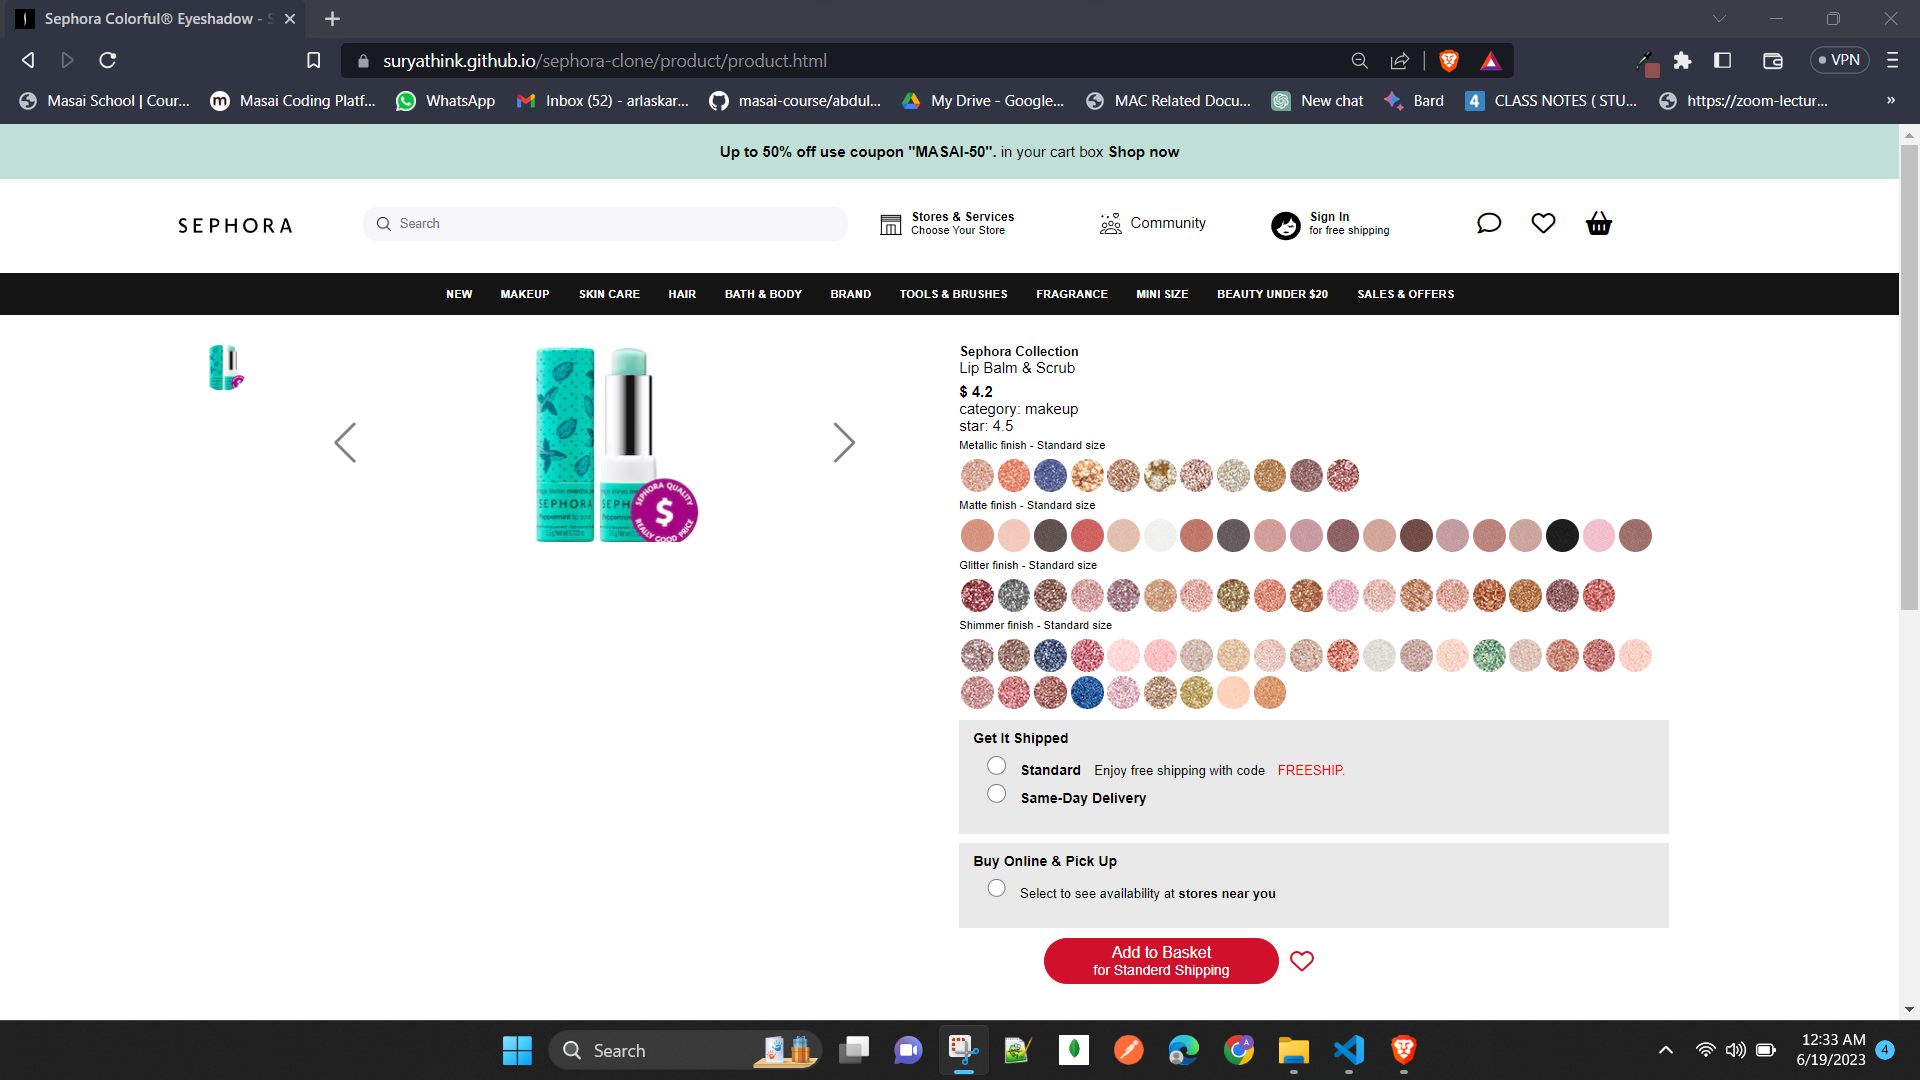 Sephora Colorful® Eyeshadow - S
suryathink.github.io/sephora-clone/product/product.html
VPN
Masai School | Cour...
Masai Coding Platf...
WhatsApp
Inbox (52) - arlaskar...
masai-course/abdul...
My Drive - Google...
MAC Related Docu...
New chat
Bard
4
CLASS NOTES ( STU...
https://zoom-lectur...
»
Up to 50% off use coupon "MASAI-50". in your cart box Shop now
SEPHORA
Search
Stores & Services
Choose Your Store
Community
Sign In
for free shipping
NEW
MAKEUP
SKIN CARE
HAIR
BATH & BODY
BRAND
TOOLS & BRUSHES
FRAGRANCE
MINI SIZE
BEAUTY UNDER $20
SALES & OFFERS
SEPHORA
SEPH
SEPHORA QUALITY
$
REALLY GOOD PRICE
Sephora Collection
Lip Balm & Scrub
$ 4.2
category: makeup
star: 4.5
Metallic finish - Standard size
Matte finish - Standard size
Glitter finish - Standard size
Shimmer finish - Standard size
Get It Shipped
Standard Enjoy free shipping with code FREESHIP.
Same-Day Delivery
Buy Online & Pick Up
Select to see availability at stores near you
Add to Basket
for Standerd Shipping
Search
12:33 AM
6/19/2023
4